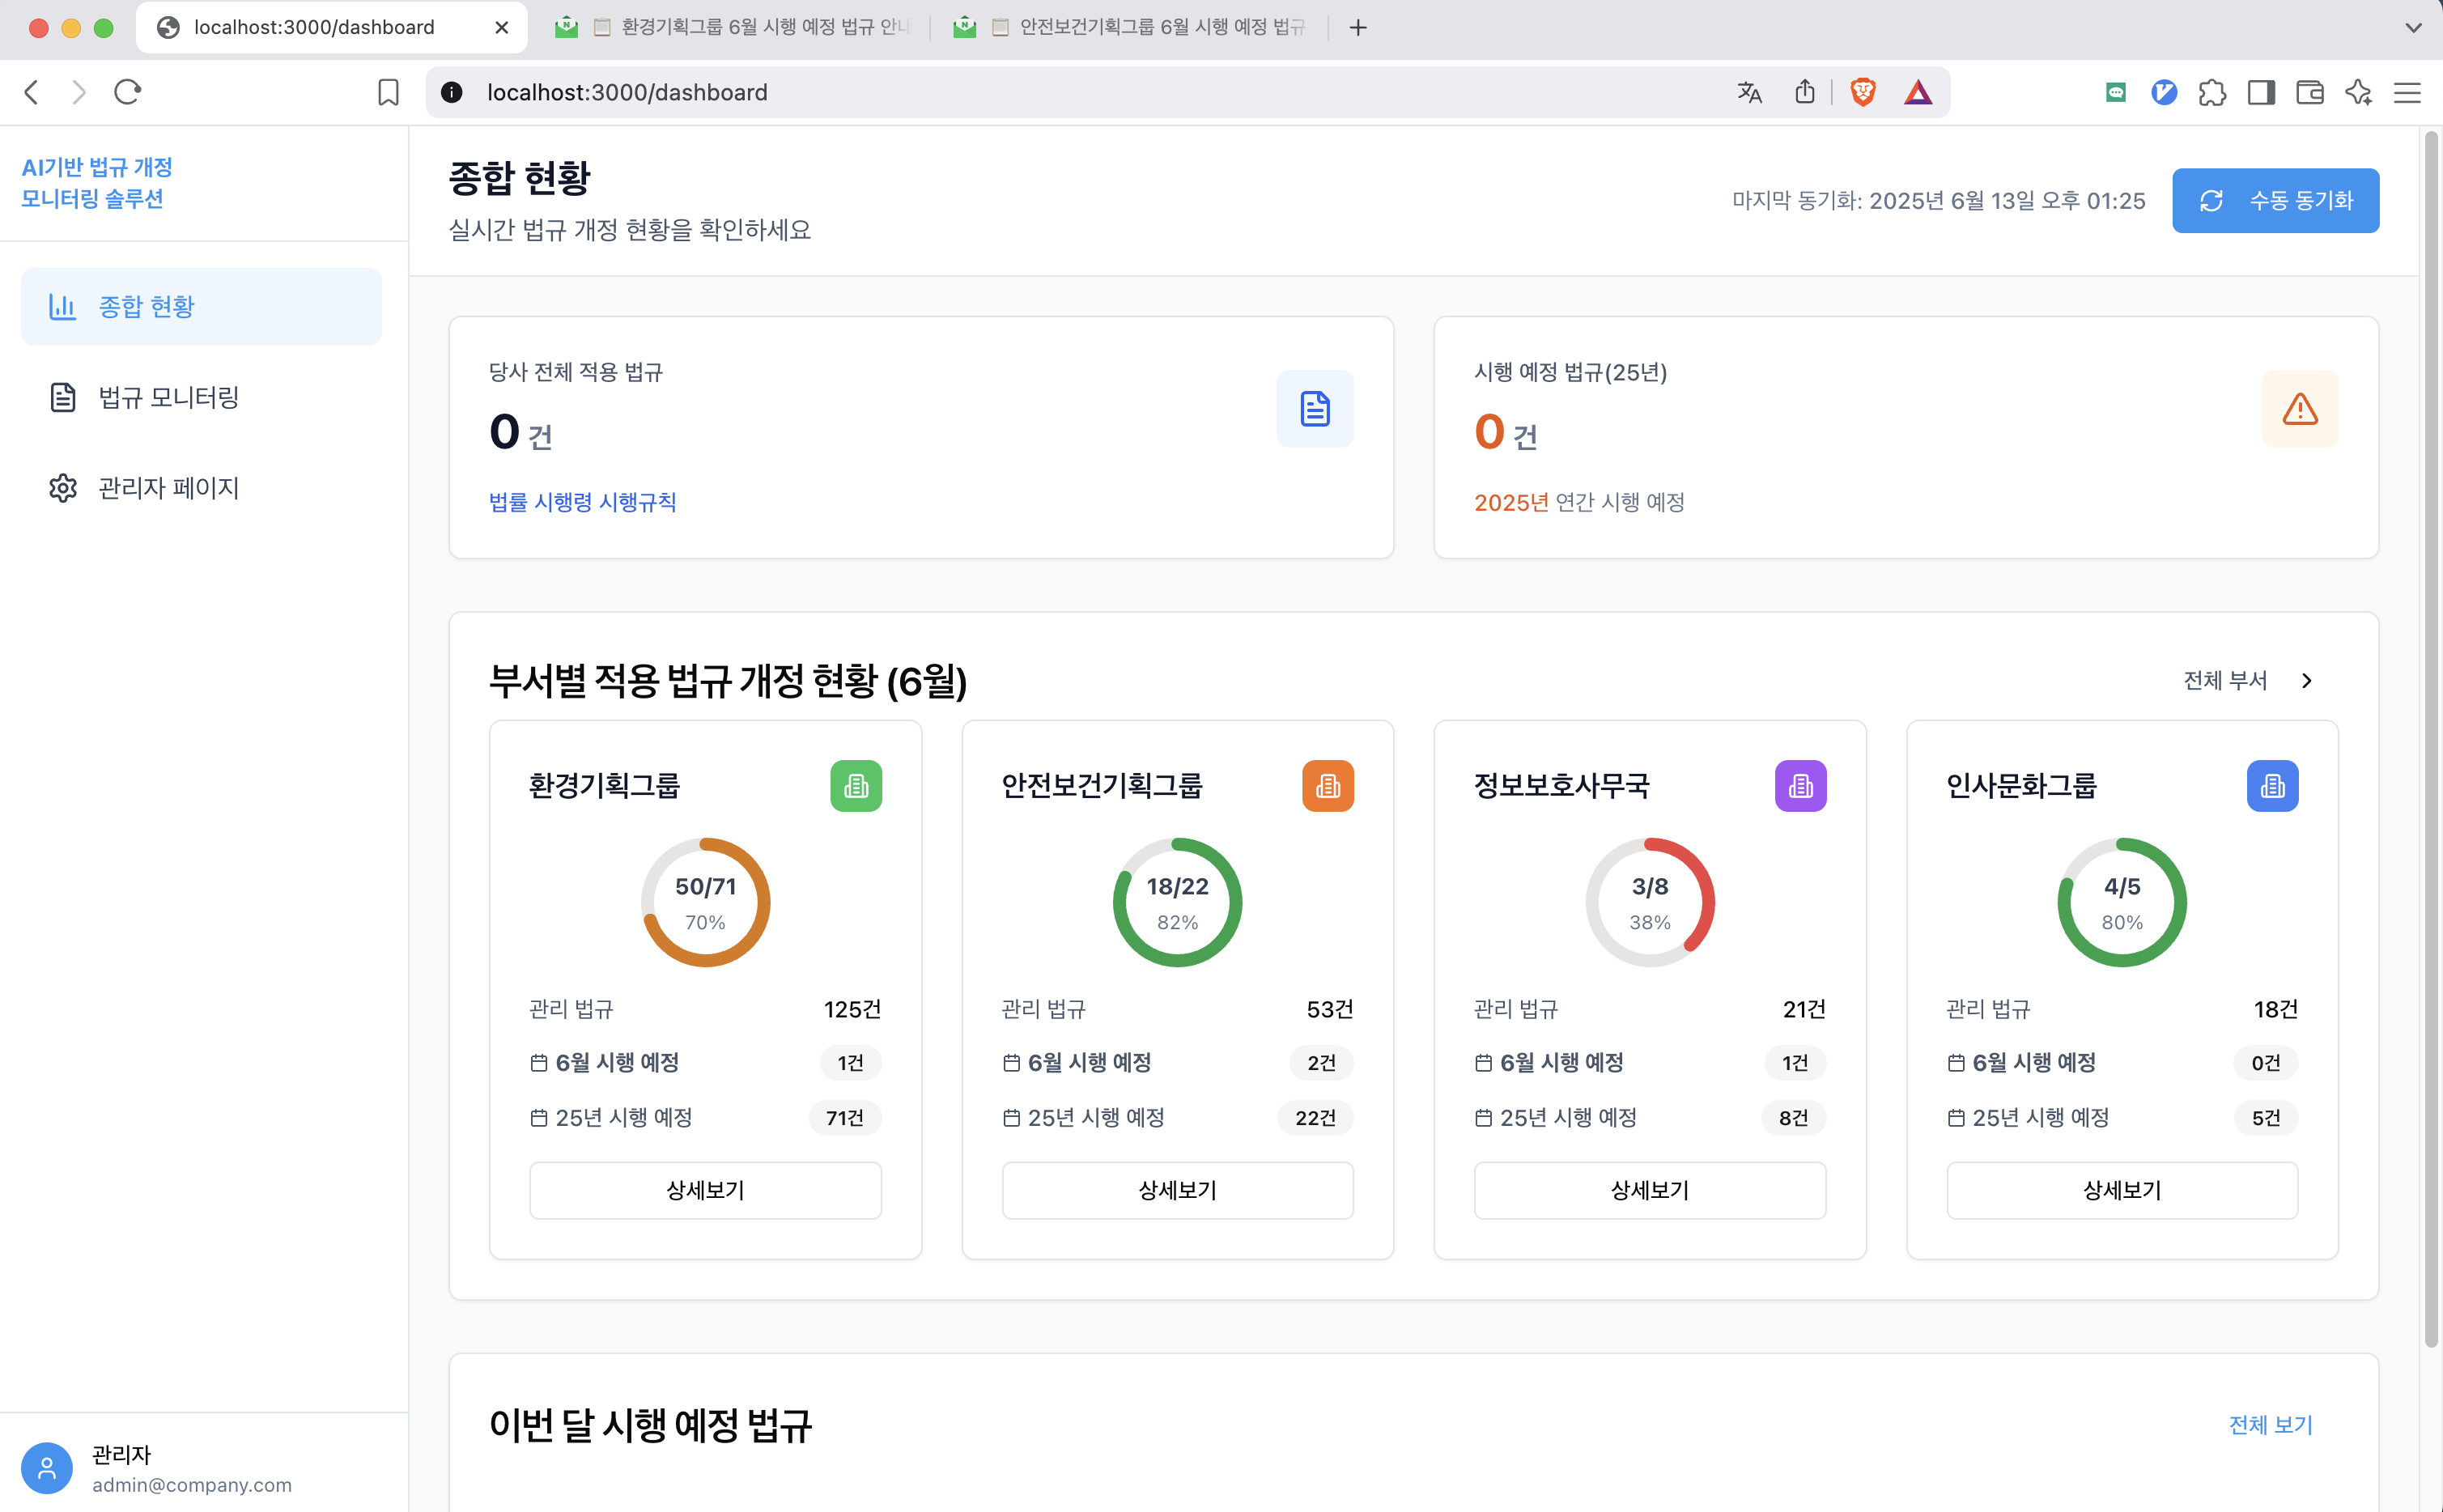 localhost:3000/dashboard
환경기획그룹 6월 시행 예정 법규 안내
안전보건기획그룹 6월 시행 예정 법규
localhost:3000/dashboard
AI기반 법규 개정
모니터링 솔루션
종합 현황
법규 모니터링
관리자 페이지
관리자
admin@company.com
종합 현황
실시간 법규 개정 현황을 확인하세요
마지막 동기화: 2025년 6월 13일 오후 01:25
수동 동기화
당사 전체 적용 법규
0 건
법률 시행령 시행규칙
시행 예정 법규(25년)
0 건
2025년 연간 시행 예정
부서별 적용 법규 개정 현황 (6월)
전체 부서
환경기획그룹
50/71
70%
관리 법규 125건
6월 시행 예정 1건
25년 시행 예정 71건
상세보기
안전보건기획그룹
18/22
82%
관리 법규 53건
6월 시행 예정 2건
25년 시행 예정 22건
상세보기
정보보호사무국
3/8
38%
관리 법규 21건
6월 시행 예정 1건
25년 시행 예정 8건
상세보기
인사문화그룹
4/5
80%
관리 법규 18건
6월 시행 예정 0건
25년 시행 예정 5건
상세보기
이번 달 시행 예정 법규
전체 보기